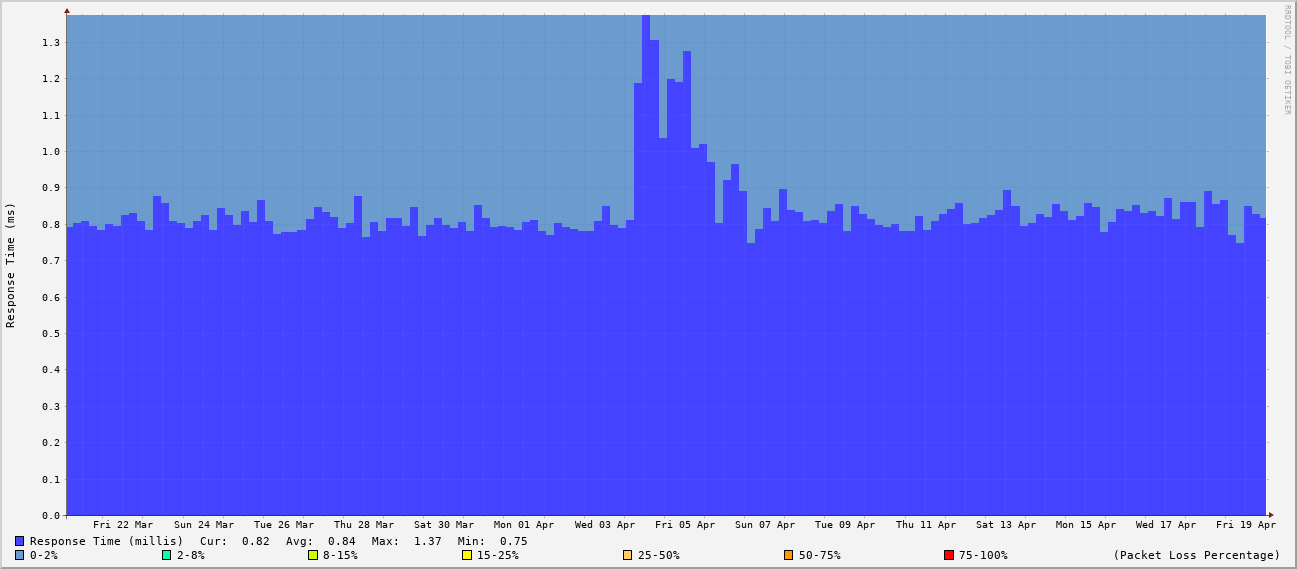 RRDTOOL / TOBI OETIKER
Response Time (ms)
1.3
1.2
1.1
1.0
0.9
0.8
0.7
0.6
0.5
0.4
0.3
0.2
0.1
0.0
Fri 22 Mar Sun 24 Mar Tue 26 Mar Thu 28 Mar Sat 30 Mar Mon 01 Apr Wed 03 Apr Fri 05 Apr Sun 07 Apr Tue 09 Apr Thu 11 Apr Sat 13 Apr Mon 15 Apr Wed 17 Apr Fri 19 Apr
Response Time (millis) Cur: 0.82 Avg: 0.84 Max: 1.37 Min: 0.75
0-2% 2-8% 8-15% 15-25% 25-50% 50-75% 75-100% (Packet Loss Percentage)